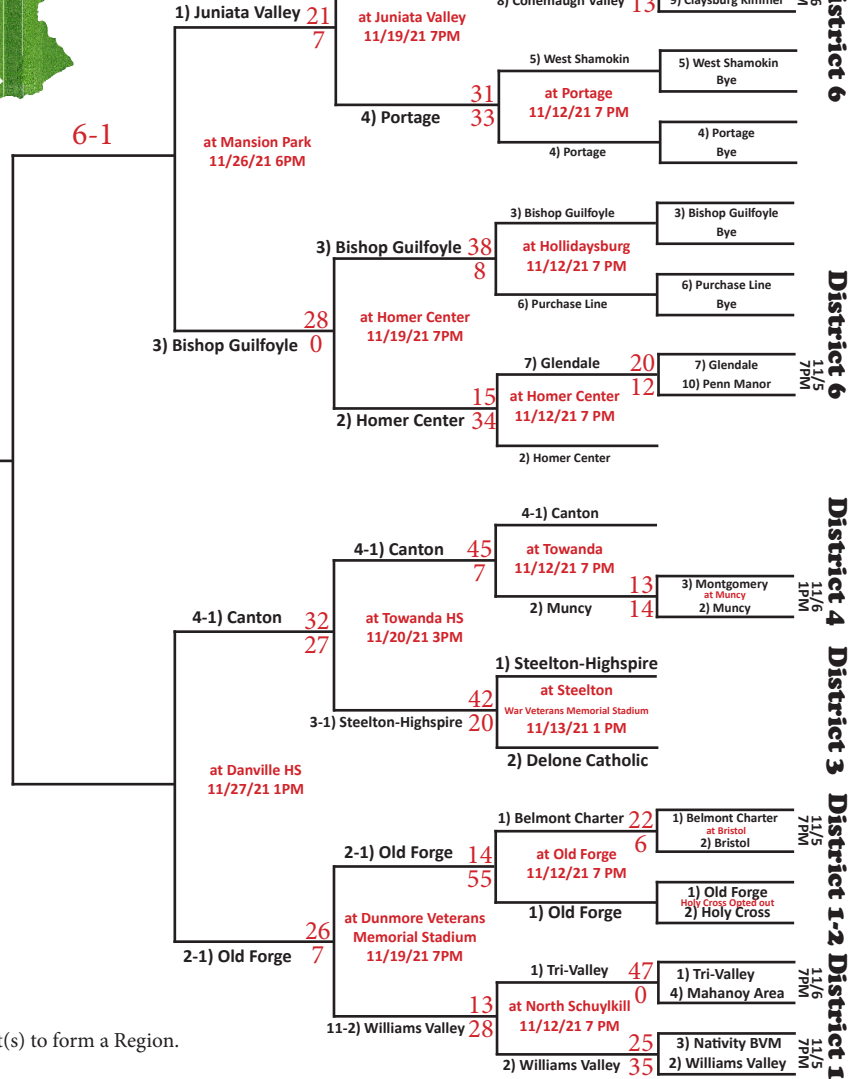 8) Conemaugh Valley 13
9) Claysburg Kimmel
1) Juniata Valley 21
7
at Juniata Valley
11/19/21 7PM
District 6
5) West Shamokin
5) West Shamokin
Bye
31
33
at Portage
11/12/21 7 PM
4) Portage
4) Portage
4) Portage
Bye
6-1
at Mansion Park
11/26/21 6PM
3) Bishop Guilfoyle
3) Bishop Guilfoyle
Bye
3) Bishop Guilfoyle 38
8
at Hollidaysburg
11/12/21 7 PM
6) Purchase Line
6) Purchase Line
Bye
District 6
28
3) Bishop Guilfoyle 0
at Homer Center
11/19/21 7PM
7) Glendale 20
12
7) Glendale
10) Penn Manor
11/5
7PM
15
2) Homer Center 34
at Homer Center
11/12/21 7 PM
2) Homer Center
4-1) Canton
District 4
4-1) Canton 45
7
at Towanda
11/12/21 7 PM
2) Muncy
13
14
3) Montgomery
at Muncy
2) Muncy
11/6
1PM
4-1) Canton 32
27
at Towanda HS
11/20/21 3PM
1) Steelton-Highspire
at Steelton
War Veterans Memorial Stadium
11/13/21 1 PM
42
3-1) Steelton-Highspire 20
2) Delone Catholic
District 3
at Danville HS
11/27/21 1PM
1) Belmont Charter 22
6
1) Belmont Charter
at Bristol
2) Bristol
11/5
7PM
2-1) Old Forge 14
55
at Old Forge
11/12/21 7 PM
1) Old Forge
1) Old Forge
Holy Cross Opted out
2) Holy Cross
District 1-2
at Dunmore Veterans
Memorial Stadium
11/19/21 7PM
26
2-1) Old Forge 7
1) Tri-Valley 47
0
1) Tri-Valley
4) Mahanoy Area
11/6
7PM
13
11-2) Williams Valley 28
at North Schuylkill
11/12/21 7 PM
2) Williams Valley
25
35
3) Nativity BVM
2) Williams Valley
11/5
7PM
District 1
t(s) to form a Region.